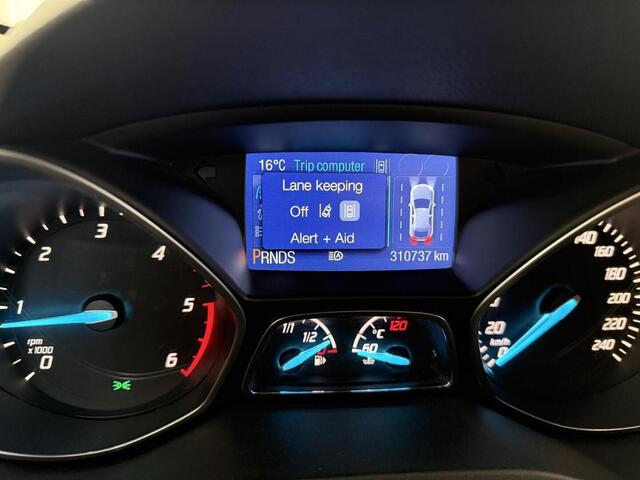 16°C Trip computer
Lane keeping
Off
Alert + Aid
PRNDS 310737 km
1 2 3 4 5 6
rpm
x1000 0
1/1 1/2
°C 120
60
0 20
km/h
140
160
180
200
220
240